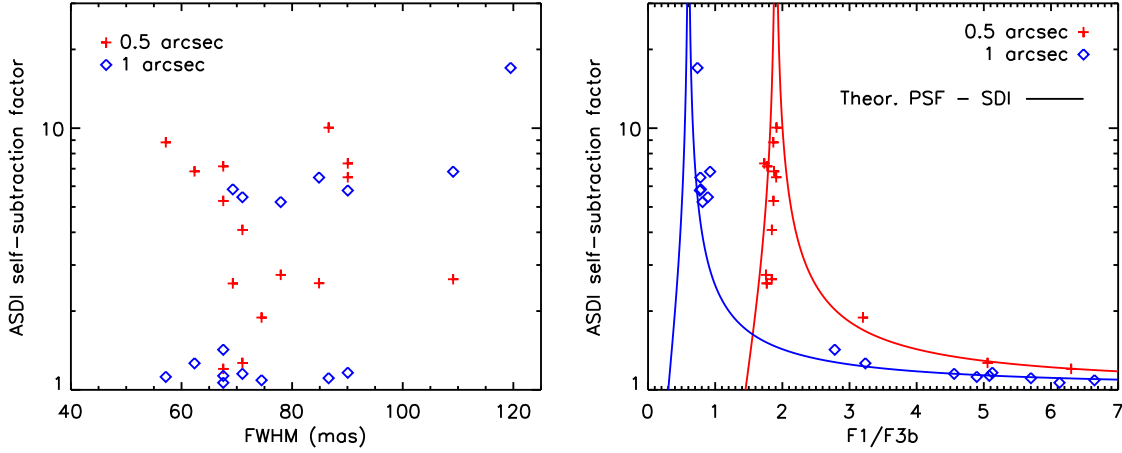 0.5 arcsec
1 arcsec
ASDI self-subtraction factor
10
1
40
60
80
100
120
FWHM (mas)
0.5 arcsec
1 arcsec
Theor. PSF - SDI
ASDI self-subtraction factor
10
1
0
1
2
3
4
5
6
7
F1/F3b